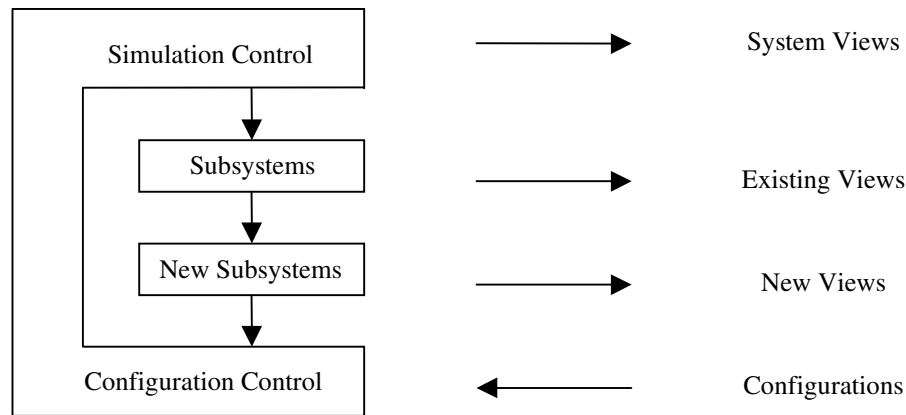 Simulation Control
System Views
Subsystems
Existing Views
New Subsystems
New Views
Configuration Control
Configurations